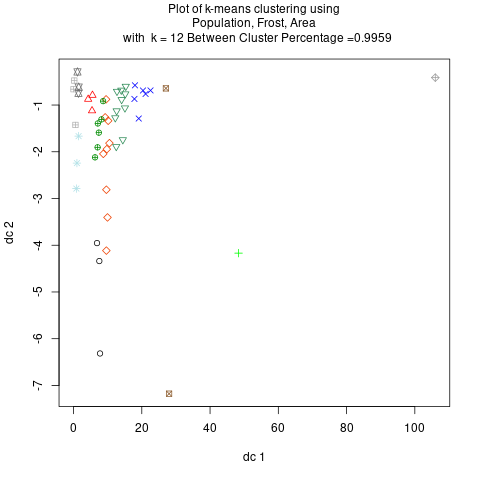 Plot of k-means clustering using
Population, Frost, Area
with k = 12 Between Cluster Percentage =0.9959
-1
-2
-3
-4
-5
-6
-7
dc 2
0
20
40
60
80
100
dc 1